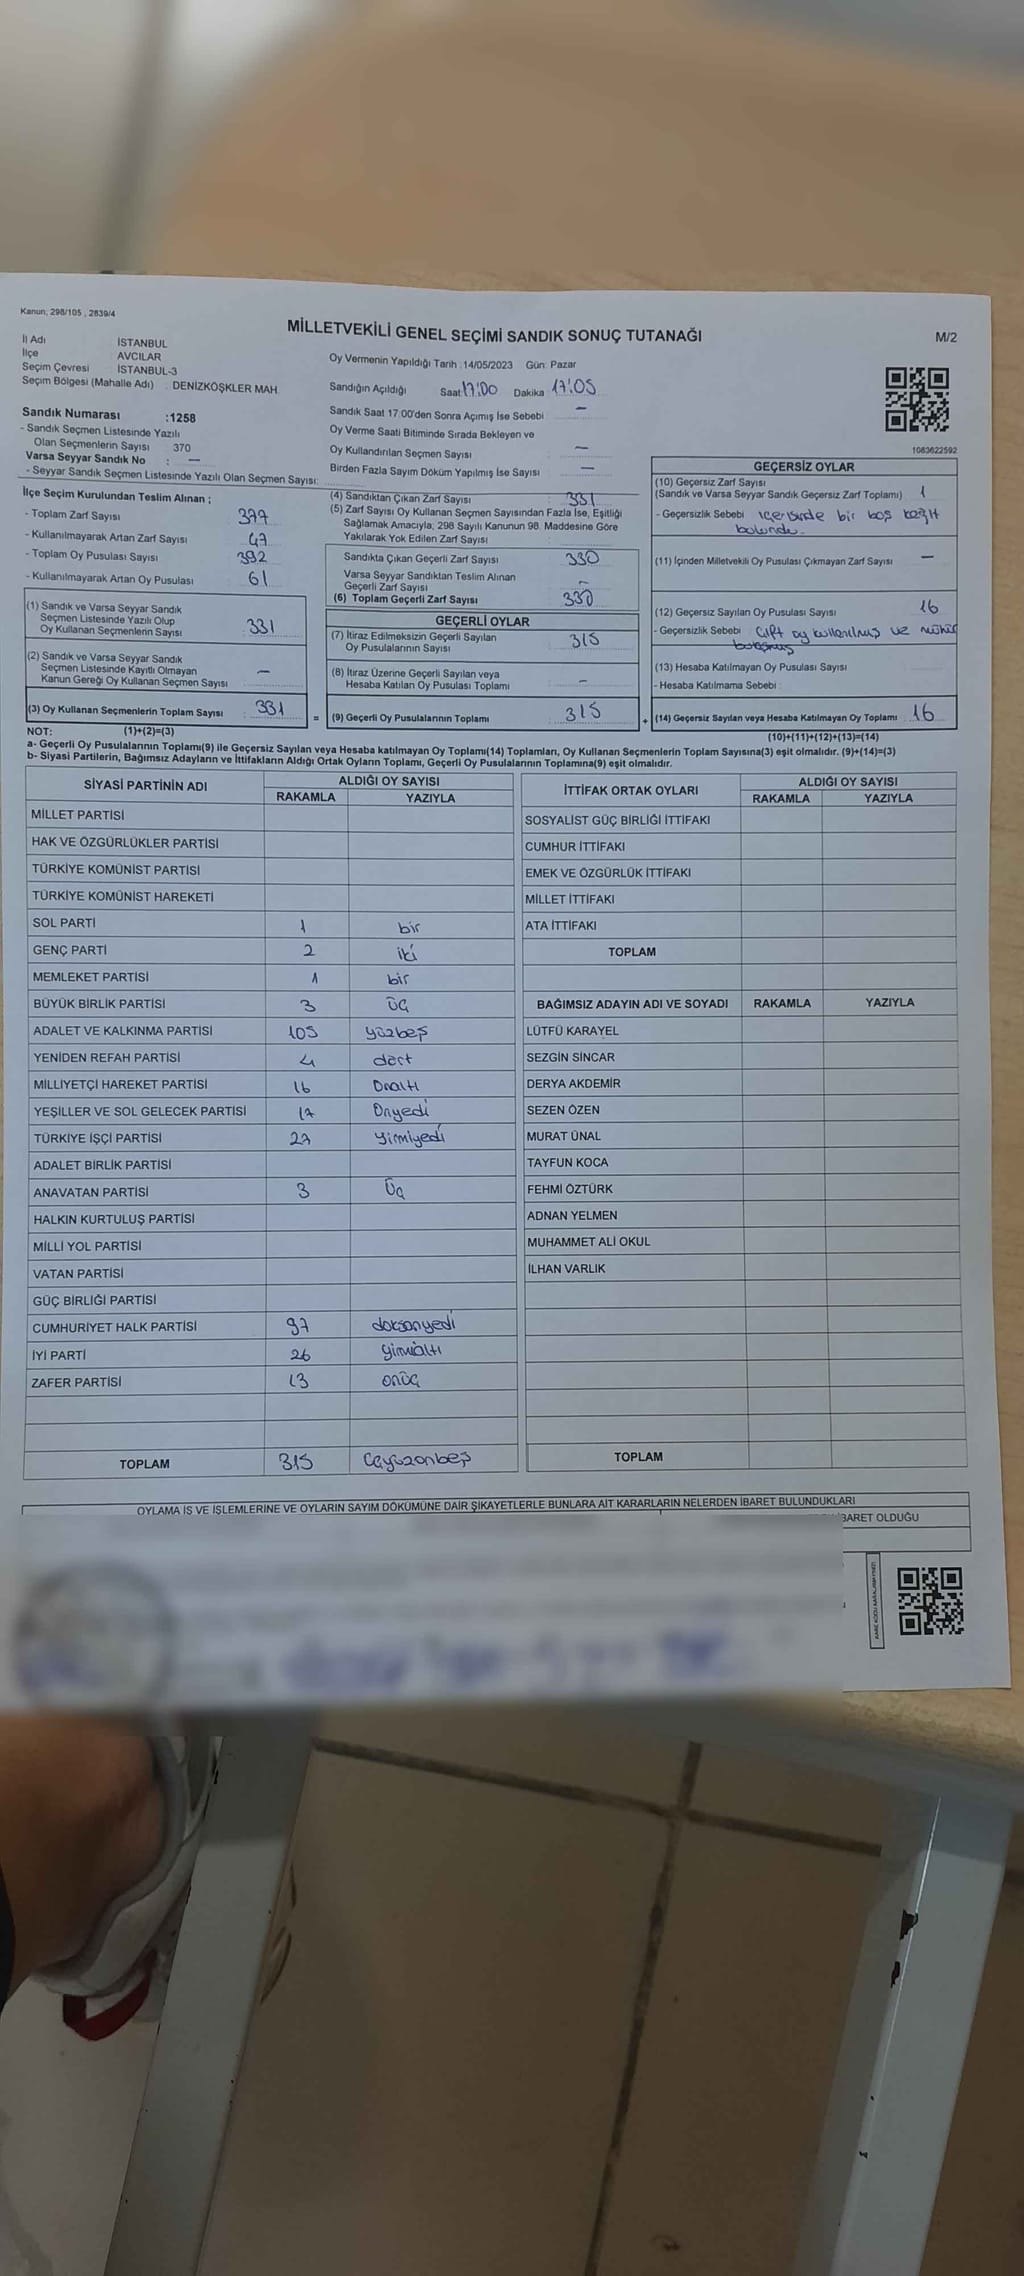 Kanun, 298/105 , 2839/4
MİLLETVEKİLİ GENEL SEÇİMİ SANDIK SONUÇ TUTANAĞI
M/2
İl Adı İSTANBUL
İlçe AVCILAR
Seçim Çevresi : İSTANBUL-3
Seçim Bölgesi (Mahalle Adı) : DENİZKÖŞKLER MAH.
Sandık Numarası :1258
- Sandık Seçmen Listesinde Yazılı
Olan Seçmenlerin Sayısı 370
Varsa Seyyar Sandık No : —
- Seyyar Sandık Seçmen Listesinde Yazılı Olan Seçmen Sayısı:
Oy Vermenin Yapıldığı Tarih :14/05/2023 Gün: Pazar
Sandığın Açıldığı Saat 17:00 Dakika 17:05
Sandık Saat 17:00'den Sonra Açımış İse Sebebi : —
Oy Verme Saati Bitiminde Sırada Bekleyen ve
Oy Kullandırılan Seçmen Sayısı : —
Birden Fazla Sayım Döküm Yapılmış İse Sayısı : —
1083622592
İlçe Seçim Kurulundan Teslim Alınan ;
- Toplam Zarf Sayısı 377
- Kullanılmayarak Artan Zarf Sayısı 47
- Toplam Oy Pusulası Sayısı 392
- Kullanılmayarak Artan Oy Pusulası 61
(1) Sandık ve Varsa Seyyar Sandık
Seçmen Listesinde Yazılı Olup
Oy Kullanan Seçmenlerin Sayısı : 331
(2) Sandık ve Varsa Seyyar Sandık
Seçmen Listesinde Kayıtlı Olmayan
Kanun Gereği Oy Kullanan Seçmen Sayısı : —
(3) Oy Kullanan Seçmenlerin Toplam Sayısı : 331
(1)+(2)=(3)
(4) Sandıktan Çıkan Zarf Sayısı : 331
(5) Zarf Sayısı Oy Kullanan Seçmen Sayısından Fazla İse, Eşitliği
Sağlamak Amacıyla, 298 Sayılı Kanunun 98. Maddesine Göre
Yakılarak Yok Edilen Zarf Sayısı :
Sandıkta Çıkan Geçerli Zarf Sayısı : 330
Varsa Seyyar Sandıktan Teslim Alınan
Geçerli Zarf Sayısı : —
(6) Toplam Geçerli Zarf Sayısı : 330
GEÇERLİ OYLAR
(7) İtiraz Edilmeksizin Geçerli Sayılan
Oy Pusulalarının Sayısı : 315
(8) İtiraz Üzerine Geçerli Sayılan veya
Hesaba Katılan Oy Pusulası Toplamı : —
= (9) Geçerli Oy Pusulalarının Toplamı : 315
GEÇERSİZ OYLAR
(10) Geçersiz Zarf Sayısı
(Sandık ve Varsa Seyyar Sandık Geçersiz Zarf Toplamı) : 1
- Geçersizlik Sebebi : içerisinde bir boş kağıt
bulundu.
(11) İçinden Milletvekili Oy Pusulası Çıkmayan Zarf Sayısı : —
(12) Geçersiz Sayılan Oy Pusulası Sayısı : 16
- Geçersizlik Sebebi : çift oy kullanılmış ve mühür
(13) Hesaba Katılmayan Oy Pusulası Sayısı :
- Hesaba Katılmama Sebebi :
+ (14) Geçersiz Sayılan veya Hesaba Katılmayan Oy Toplamı : 16
(10)+(11)+(12)+(13)=(14)
NOT:
a- Geçerli Oy Pusulalarının Toplamı(9) ile Geçersiz Sayılan veya Hesaba katılmayan Oy Toplamı(14) Toplamları, Oy Kullanan Seçmenlerin Toplam Sayısına(3) eşit olmalıdır. (9)+(14)=(3)
b- Siyasi Partilerin, Bağımsız Adayların ve İttifakların Aldığı Ortak Oyların Toplamı, Geçerli Oy Pusulalarının Toplamına(9) eşit olmalıdır.
SİYASİ PARTİNİN ADI ALDIĞI OY SAYISI
RAKAMLA YAZIYLA
MİLLET PARTİSİ
HAK VE ÖZGÜRLÜKLER PARTİSİ
TÜRKİYE KOMÜNİST PARTİSİ
TÜRKİYE KOMÜNİST HAREKETİ
SOL PARTİ 1 bir
GENÇ PARTİ 2 iki
MEMLEKET PARTİSİ 1 bir
BÜYÜK BİRLİK PARTİSİ 3 üç
ADALET VE KALKINMA PARTİSİ 105 yüzbeş
YENİDEN REFAH PARTİSİ 4 dört
MİLLİYETÇİ HAREKET PARTİSİ 16 Onaltı
YEŞİLLER VE SOL GELECEK PARTİSİ 17 Onyedi
TÜRKİYE İŞÇİ PARTİSİ 27 Yirmiyedi
ADALET BİRLİK PARTİSİ
ANAVATAN PARTİSİ 3 Üç
HALKIN KURTULUŞ PARTİSİ
MİLLİ YOL PARTİSİ
VATAN PARTİSİ
GÜÇ BİRLİĞİ PARTİSİ
CUMHURİYET HALK PARTİSİ 97 doksanyedi
İYİ PARTİ 26 yirmialtı
ZAFER PARTİSİ 13 onüç
TOPLAM 315 üçyüzonbeş
İTTİFAK ORTAK OYLARI ALDIĞI OY SAYISI
RAKAMLA YAZIYLA
SOSYALİST GÜÇ BİRLİĞİ İTTİFAKI
CUMHUR İTTİFAKI
EMEK VE ÖZGÜRLÜK İTTİFAKI
MİLLET İTTİFAKI
ATA İTTİFAKI
TOPLAM
BAĞIMSIZ ADAYIN ADI VE SOYADI RAKAMLA YAZIYLA
LÜTFÜ KARAYEL
SEZGİN SİNCAR
DERYA AKDEMİR
SEZEN ÖZEN
MURAT ÜNAL
TAYFUN KOCA
FEHMİ ÖZTÜRK
ADNAN YELMEN
MUHAMMET ALİ OKUL
İLHAN VARLIK
TOPLAM
OYLAMA İŞ VE İŞLEMLERİNE VE OYLARIN SAYIM DÖKÜMÜNE DAİR ŞİKAYETLERLE BUNLARA AİT KARARLARIN NELERDEN İBARET BULUNDUKLARI
İBARET OLDUĞU